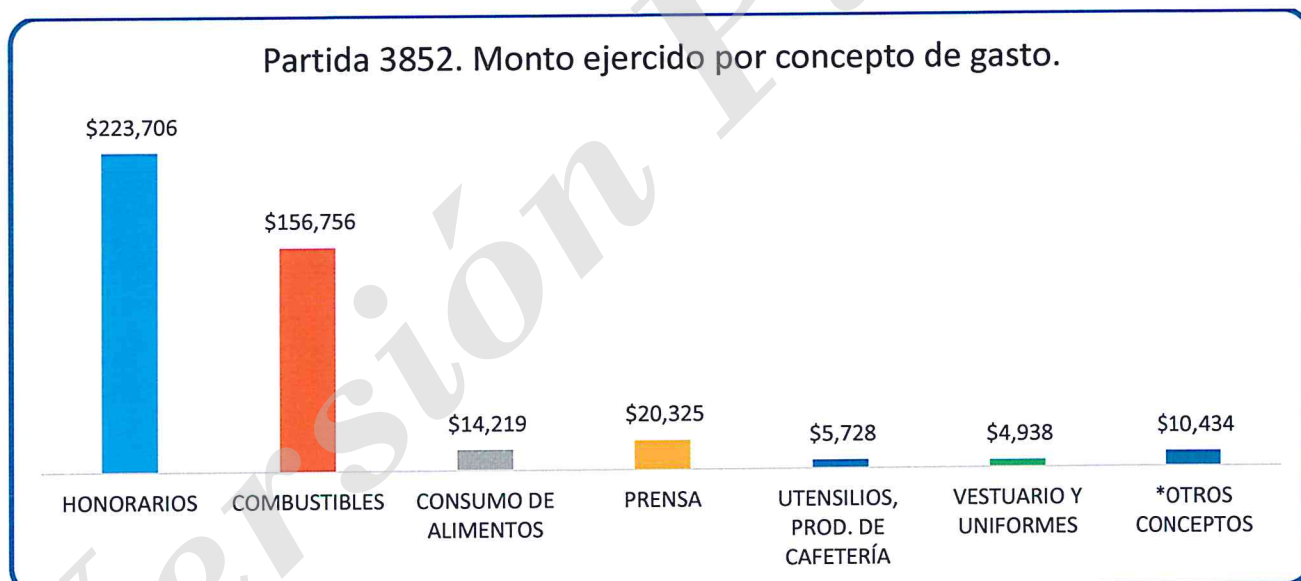 Partida 3852. Monto ejercido por concepto de gasto.
$223,706
$156,756
$14,219
$20,325
$5,728
$4,938
$10,434
HONORARIOS
COMBUSTIBLES
CONSUMO DE
ALIMENTOS
PRENSA
UTENSILIOS,
PROD. DE
CAFETERÍA
VESTUARIO Y
UNIFORMES
*OTROS
CONCEPTOS
Versión P